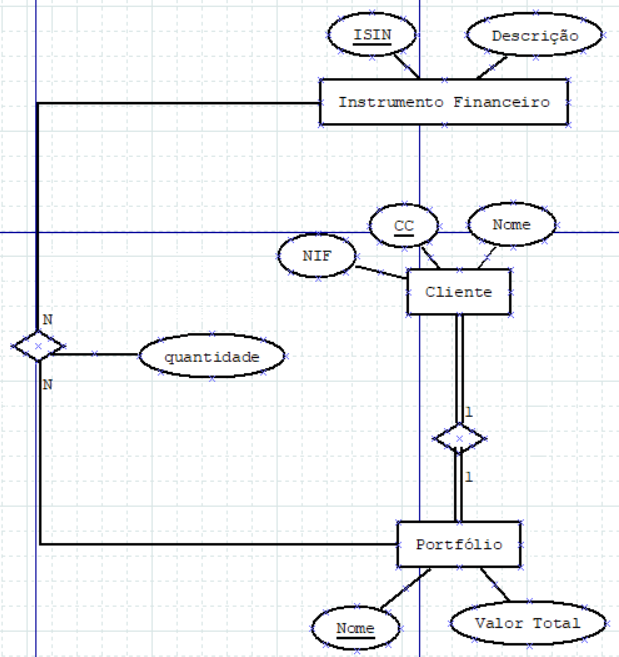 ISIN
Descrição
Instrumento Financeiro
CC
Nome
NIF
Cliente
N
quantidade
N
1
1
Portfólio
Nome
Valor Total